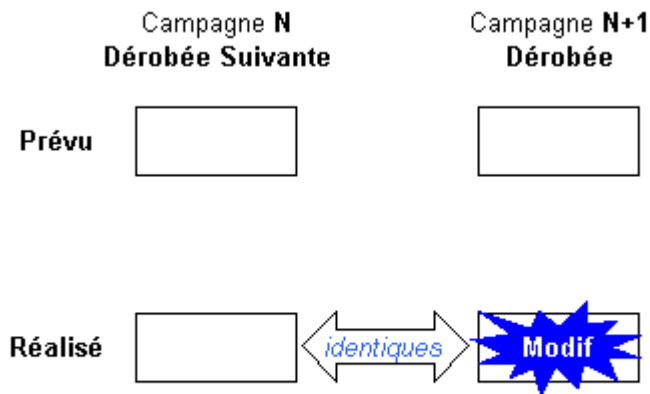 Campagne N
Dérobée Suivante
Campagne N+1
Dérobée
Prévu
Réalisé
identiques
Modif